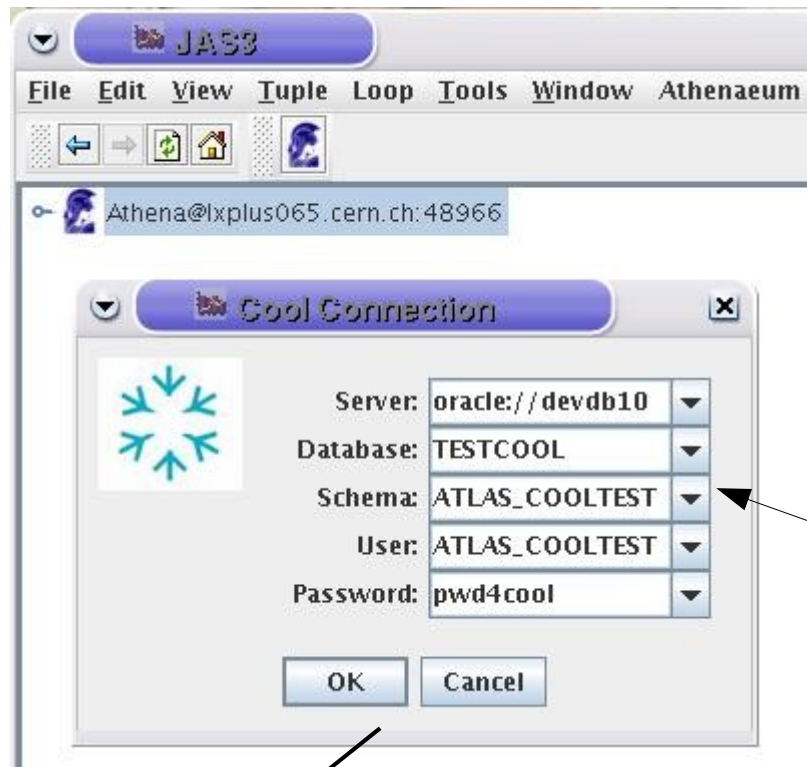 JAS3
File Edit View Tuple Loop Tools Window Athenaeum
Athena@lxplus065.cern.ch:48966
Cool Connection
Server: oracle://devdb10
Database: TESTCOOL
Schema: ATLAS_COOLTEST
User: ATLAS_COOLTEST
Password: pwd4cool
OK Cancel